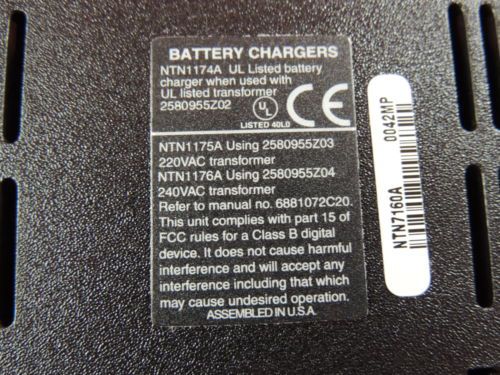 BATTERY CHARGERS
NTN1174A UL Listed battery
charger when used with
UL listed transformer
2580955Z02
UL
LISTED 40L0
CE
NTN1175A Using 2580955Z03
220VAC transformer
NTN1176A Using 2580955Z04
240VAC transformer
Refer to manual no. 6881072C20.
This unit complies with part 15 of
FCC rules for a Class B digital
device. It does not cause harmful
interference and will accept any
interference including that which
may cause undesired operation.
ASSEMBLED IN U.S.A.
NTN7160A 0042MP